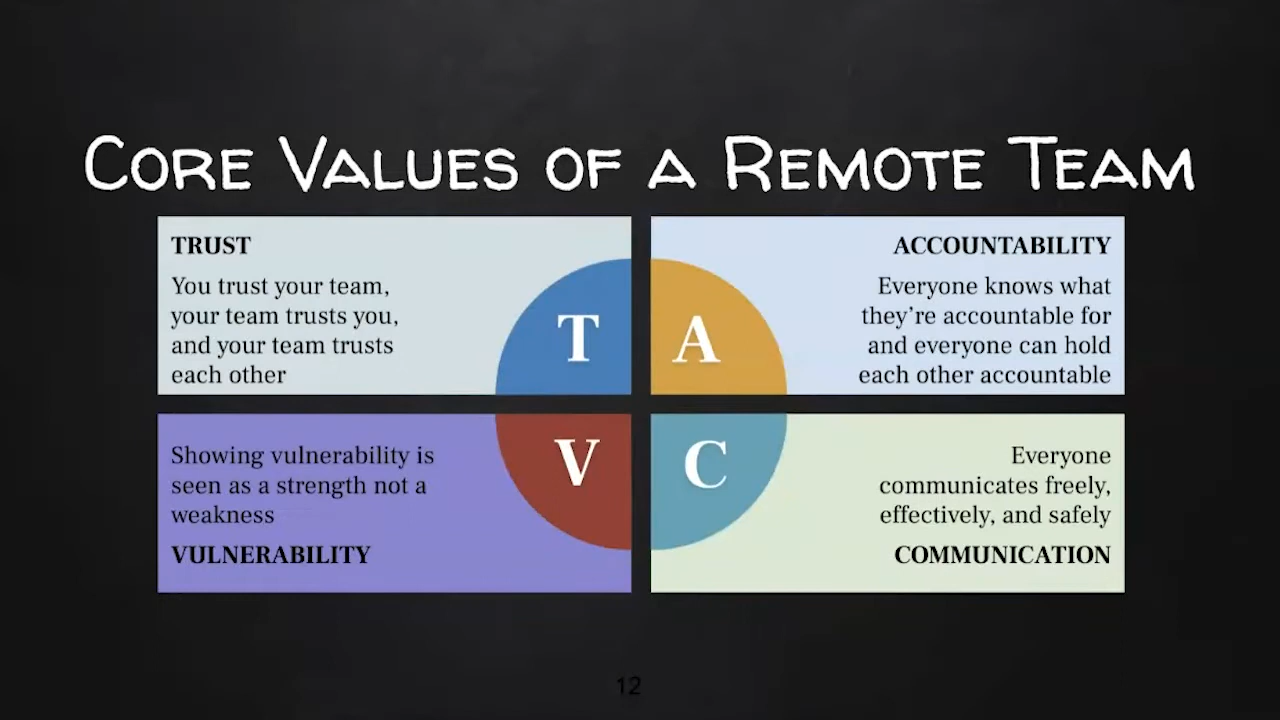 CORE VALUES OF A REMOTE TEAM
TRUST
You trust your team,
your team trusts you,
and your team trusts
each other
T
ACCOUNTABILITY
Everyone knows what
they're accountable for
and everyone can hold
each other accountable
A
Showing vulnerability is
seen as a strength not a
weakness
VULNERABILITY
V
Everyone
communicates freely,
effectively, and safely
COMMUNICATION
C
12